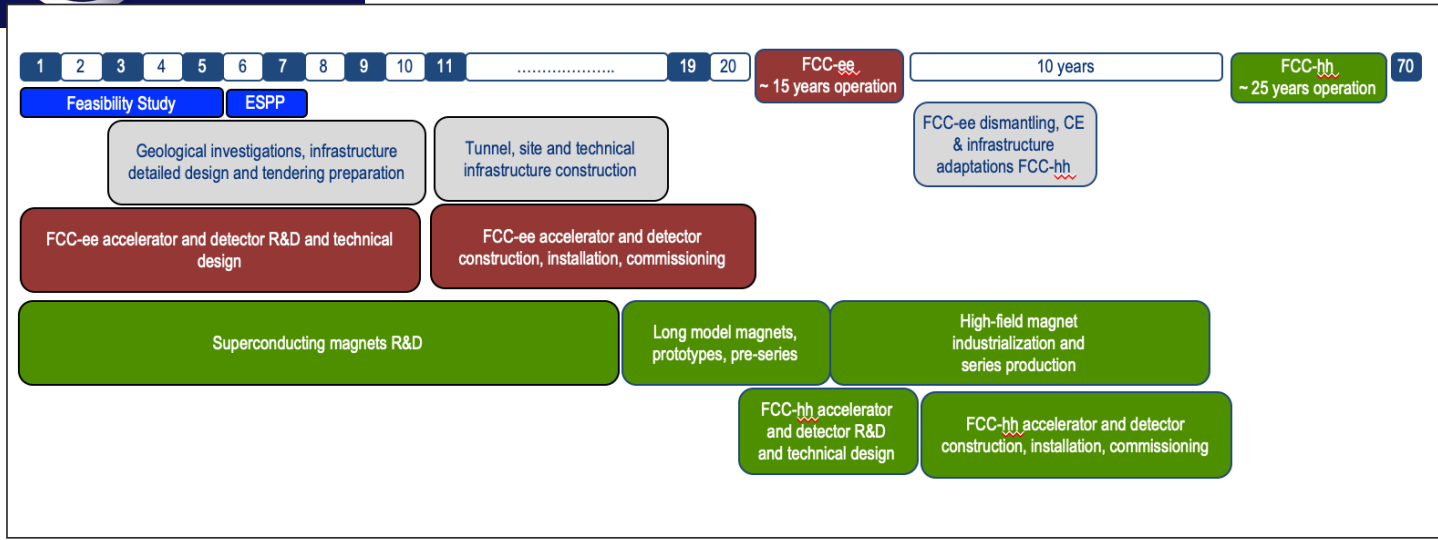 1 2 3 4 5 6 7 8 9 10 11 ……………….. 19 20
FCC-ee
~ 15 years operation
10 years
FCC-hh
~ 25 years operation
70
Feasibility Study
ESPP
Geological investigations, infrastructure
detailed design and tendering preparation
Tunnel, site and technical
infrastructure construction
FCC-ee dismantling, CE
& infrastructure
adaptations FCC-hh
FCC-ee accelerator and detector R&D and technical
design
FCC-ee accelerator and detector
construction, installation, commissioning
Superconducting magnets R&D
Long model magnets,
prototypes, pre-series
High-field magnet
industrialization and
series production
FCC-hh accelerator
and detector R&D
and technical design
FCC-hh accelerator and detector
construction, installation, commissioning